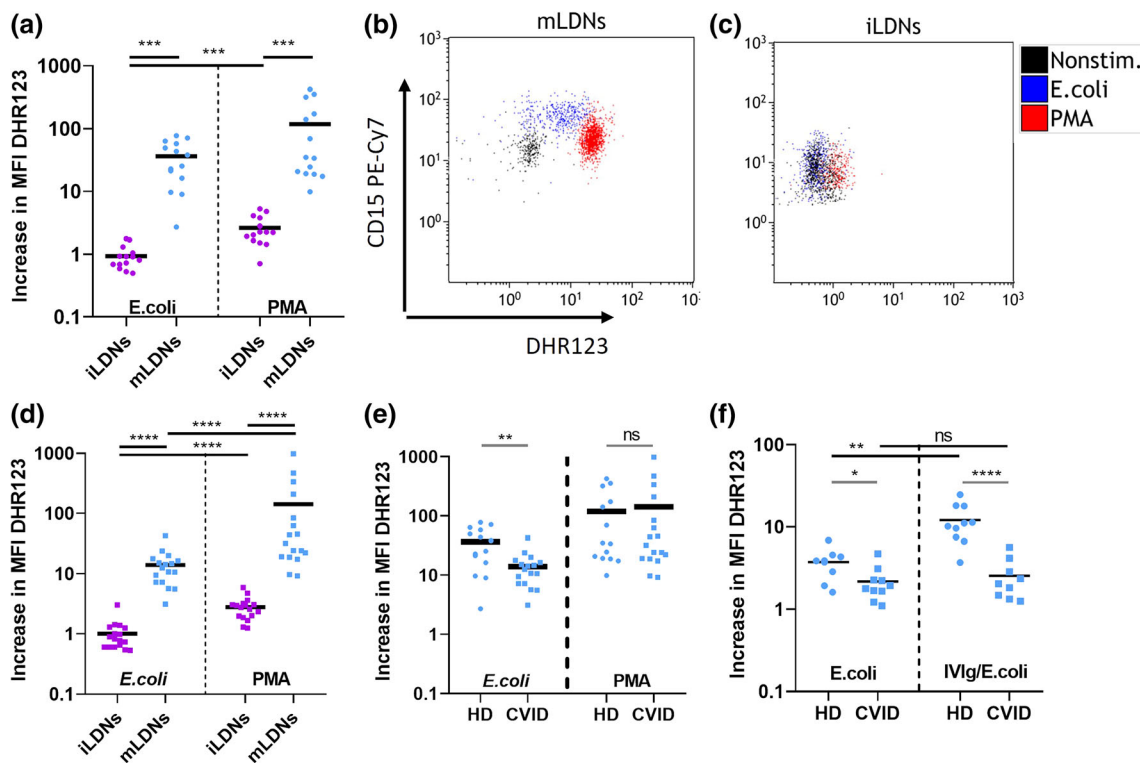 (a)
***
***
***
Increase in MFI DHR123
1000
100
10
1
0.1
E.coli
PMA
iLDNs
mLDNs
iLDNs
mLDNs
(b)
mLDNs
CD15 PE-Cy7
10³
10²
10¹
10⁰
10⁰
10¹
10²
10³
DHR123
(c)
iLDNs
10³
10²
10¹
10⁰
10⁰
10¹
10²
10³
Nonstim.
E.coli
PMA
(d)
****
****
****
****
Increase in MFI DHR123
1000
100
10
1
0.1
E.coli
PMA
iLDNs
mLDNs
iLDNs
mLDNs
(e)
**
ns
Increase in MFI DHR123
1000
100
10
1
0.1
E.coli
PMA
HD
CVID
HD
CVID
(f)
**
ns
*
****
Increase in MFI DHR123
100
10
1
0.1
E.coli
IVIg/E.coli
HD
CVID
HD
CVID